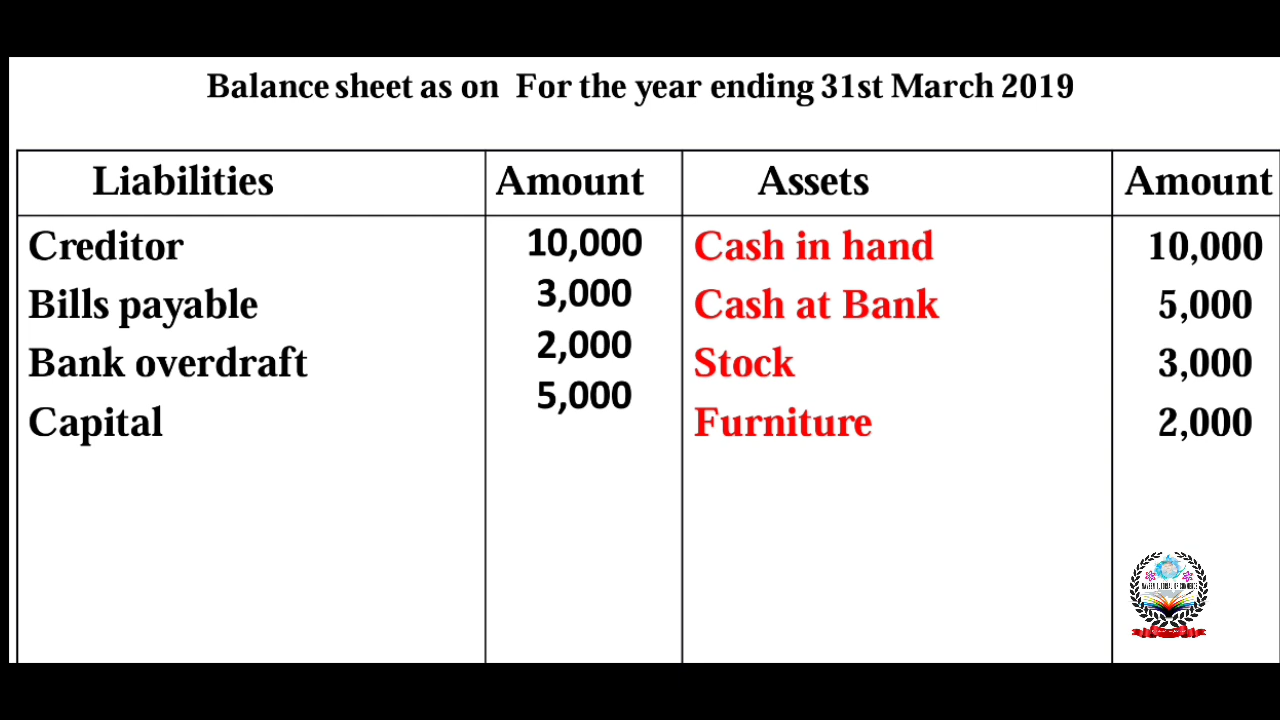 Balance sheet as on For the year ending 31st March 2019
Liabilities Amount Assets Amount
Creditor 10,000 Cash in hand 10,000
Bills payable 3,000 Cash at Bank 5,000
Bank overdraft 2,000 Stock 3,000
Capital 5,000 Furniture 2,000